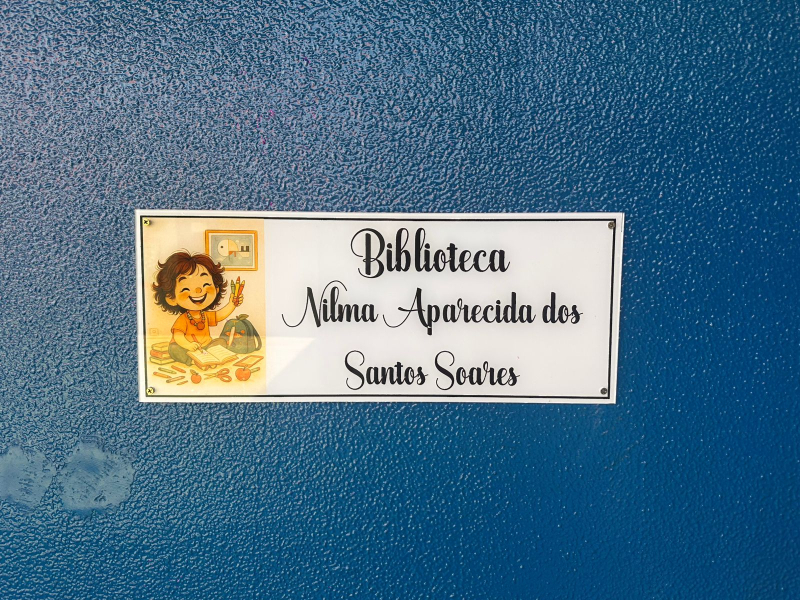 Biblioteca
Nilma Aparecida dos
Santos Soares